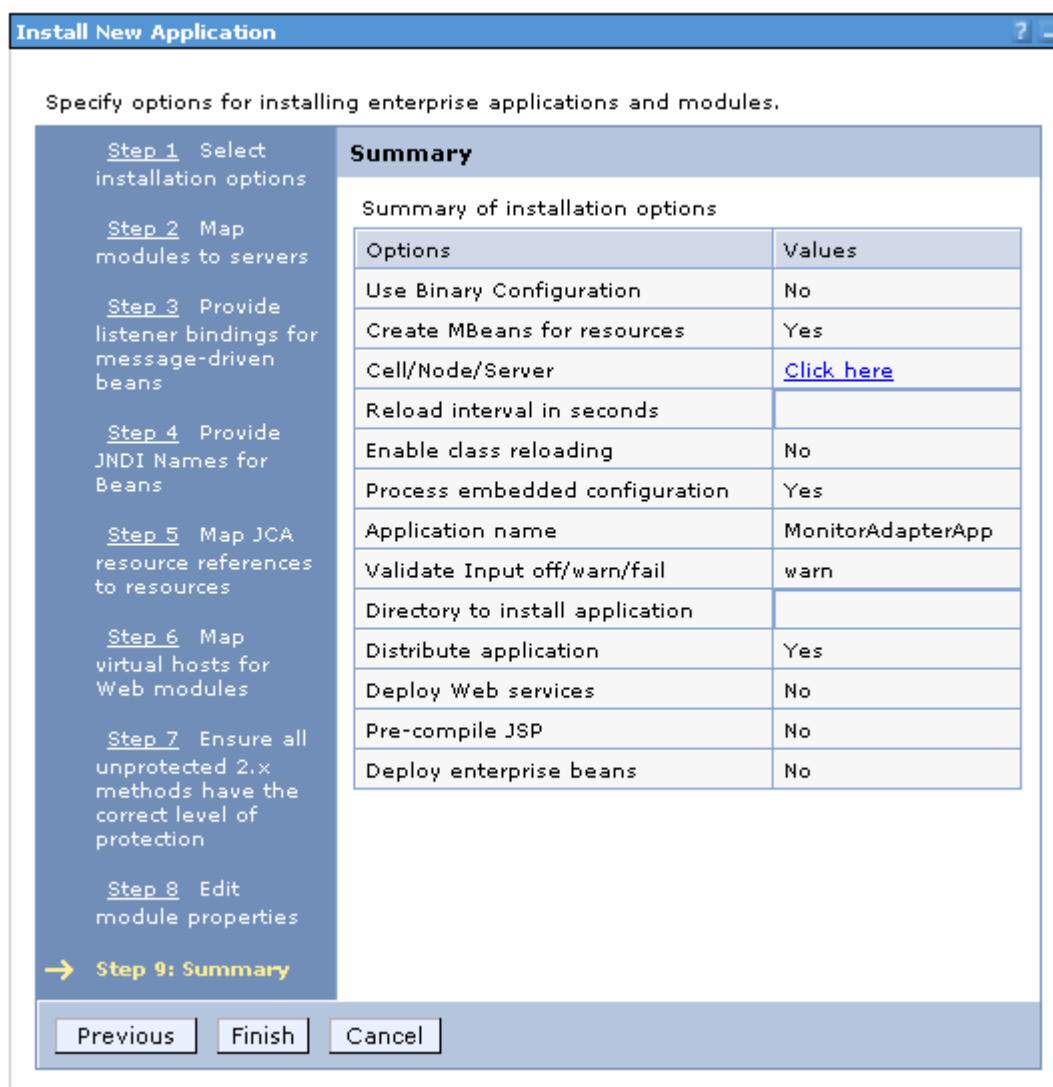 Install New Application
?
Specify options for installing enterprise applications and modules.
Step 1 Select
installation options
Step 2 Map
modules to servers
Step 3 Provide
listener bindings for
message-driven
beans
Step 4 Provide
JNDI Names for
Beans
Step 5 Map JCA
resource references
to resources
Step 6 Map
virtual hosts for
Web modules
Step 7 Ensure all
unprotected 2.x
methods have the
correct level of
protection
Step 8 Edit
module properties
Step 9: Summary
Summary
Summary of installation options
Options Values
Use Binary Configuration No
Create MBeans for resources Yes
Cell/Node/Server Click here
Reload interval in seconds
Enable class reloading No
Process embedded configuration Yes
Application name MonitorAdapterApp
Validate Input off/warn/fail warn
Directory to install application
Distribute application Yes
Deploy Web services No
Pre-compile JSP No
Deploy enterprise beans No
Previous Finish Cancel